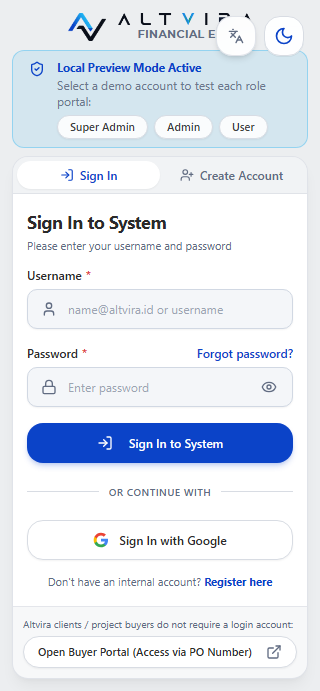 ALTVIRA
FINANCIAL E
Local Preview Mode Active
Select a demo account to test each role
portal:
Super Admin
Admin
User
Sign In
Create Account
Sign In to System
Please enter your username and password
Username *
name@altvira.id or username
Password *
Forgot password?
Enter password
Sign In to System
OR CONTINUE WITH
Sign In with Google
Don't have an internal account? Register here
Altvira clients / project buyers do not require a login account:
Open Buyer Portal (Access via PO Number)